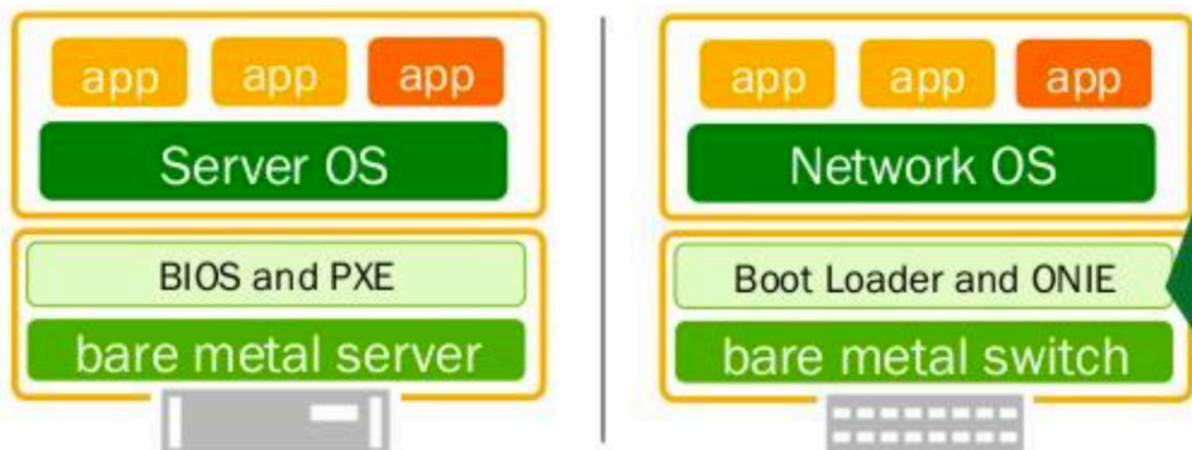 app app app
Server OS
BIOS and PXE
bare metal server
app app app
Network OS
Boot Loader and ONIE
bare metal switch